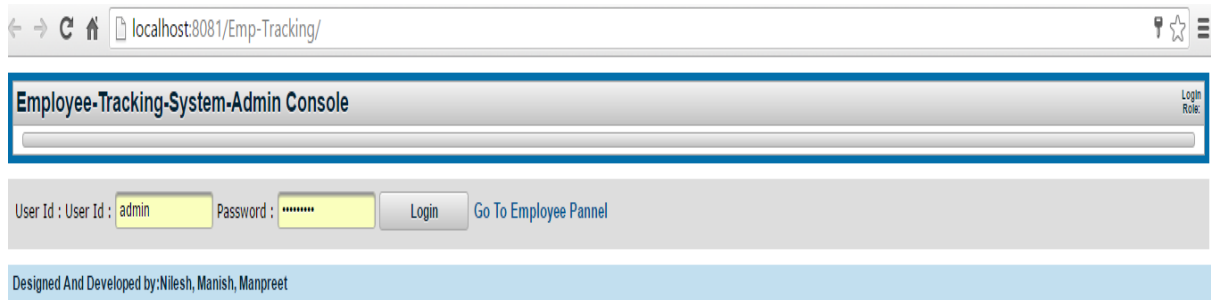 localhost:8081/Emp-Tracking/
Employee-Tracking-System-Admin Console
Login
Role:
User Id : User Id : admin Password : ••••••••• Login Go To Employee Pannel
Designed And Developed by:Nilesh, Manish, Manpreet